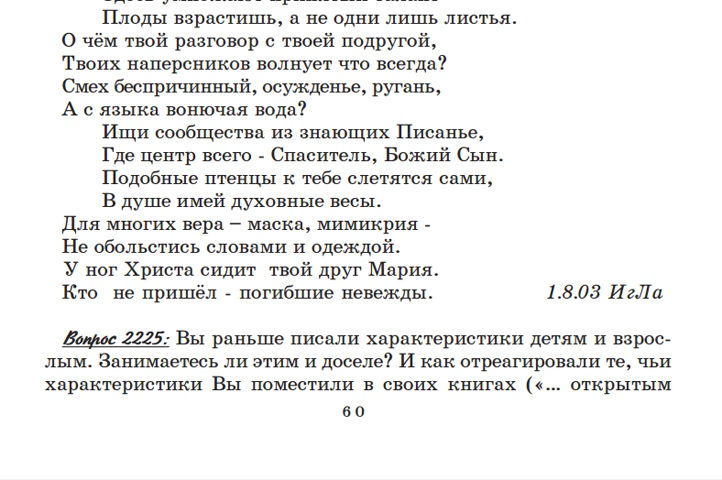 Плоды взрастишь, а не одни лишь листья.
О чём твой разговор с твоей подругой,
Твоих наперсников волнует что всегда?
Смех беспричинный, осужденье, ругань,
А с языка вонючая вода?
Ищи сообщества из знающих Писанье,
Где центр всего - Спаситель, Божий Сын.
Подобные птенцы к тебе слетятся сами,
В душе имей духовные весы.
Для многих вера – маска, мимикрия -
Не обольстись словами и одеждой.
У ног Христа сидит твой друг Мария.
Кто не пришёл - погибшие невежды. 1.8.03 ИгЛа
Вопрос 2225: Вы раньше писали характеристики детям и взрос-
лым. Занимаетесь ли этим и доселе? И как отреагировали те, чьи
характеристики Вы поместили в своих книгах («... открытым
60